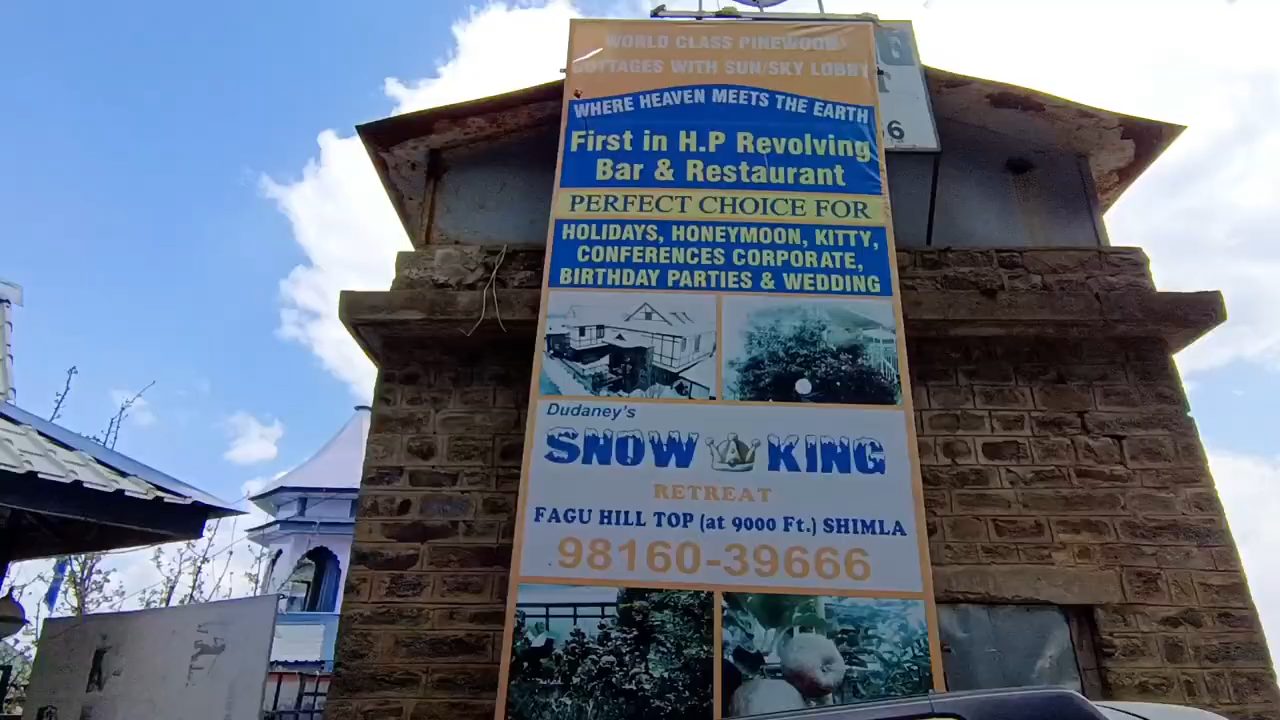 WORLD CLASS PINEWOOD
COTTAGES WITH SUN/SKY LOBBY
WHERE HEAVEN MEETS THE EARTH
First in H.P Revolving
Bar & Restaurant
PERFECT CHOICE FOR
HOLIDAYS, HONEYMOON, KITTY,
CONFERENCES CORPORATE,
BIRTHDAY PARTIES & WEDDING
Dudaney's
SNOW KING
RETREAT
FAGU HILL TOP (at 9000 Ft.) SHIMLA
98160-39666